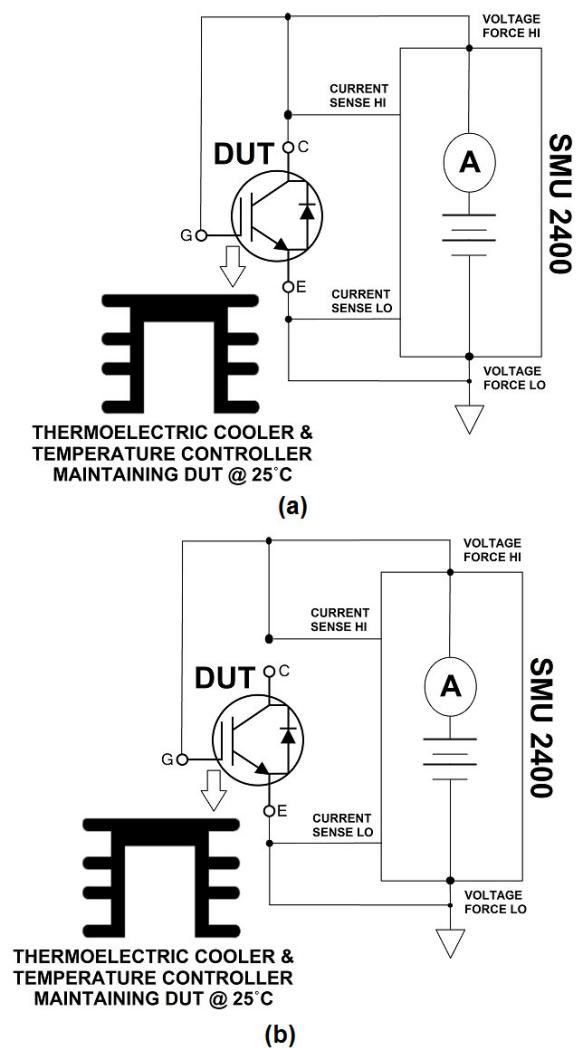 VOLTAGE
FORCE HI
CURRENT
SENSE HI
DUT
C
A
SMU 2400
G
E
CURRENT
SENSE LO
VOLTAGE
FORCE LO
THERMOELECTRIC COOLER &
TEMPERATURE CONTROLLER
MAINTAINING DUT @ 25°C
(a)
VOLTAGE
FORCE HI
CURRENT
SENSE HI
DUT
C
A
SMU 2400
G
E
CURRENT
SENSE LO
VOLTAGE
FORCE LO
THERMOELECTRIC COOLER &
TEMPERATURE CONTROLLER
MAINTAINING DUT @ 25°C
(b)